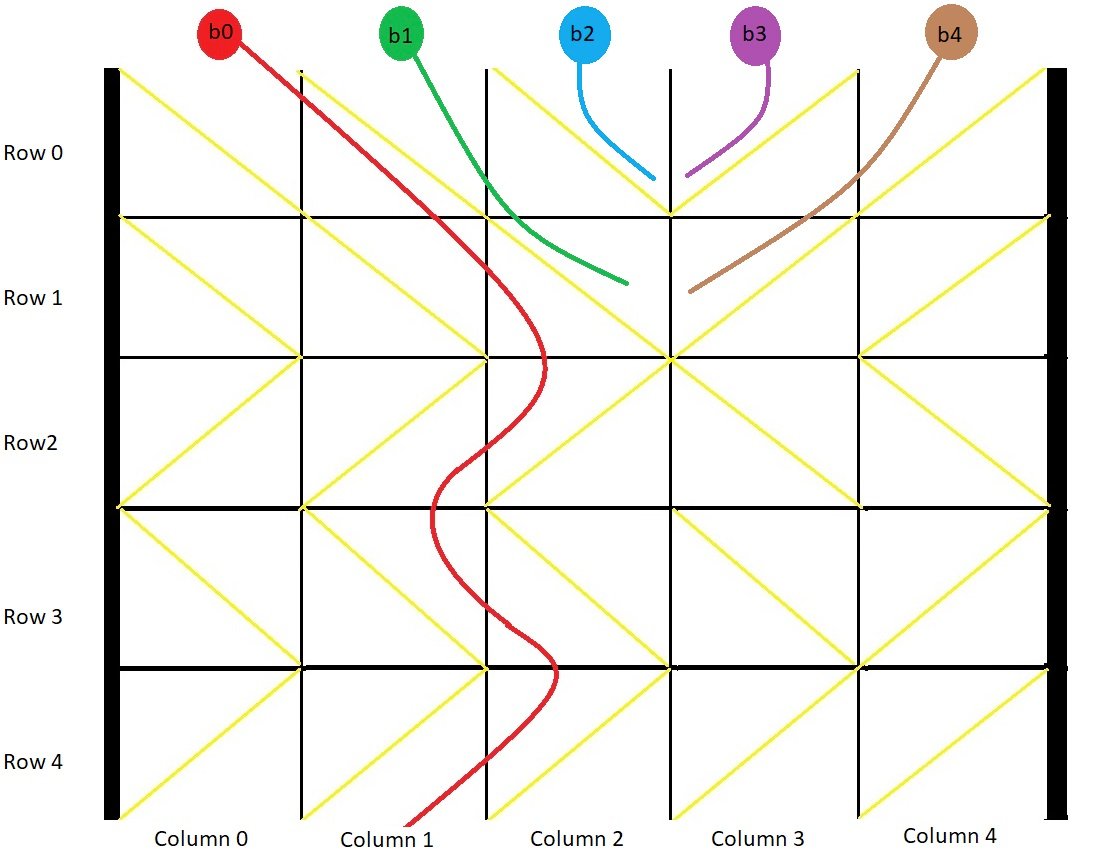 b0
b1
b2
b3
b4
Row 0
Row 1
Row2
Row 3
Row 4
Column 0
Column 1
Column 2
Column 3
Column 4